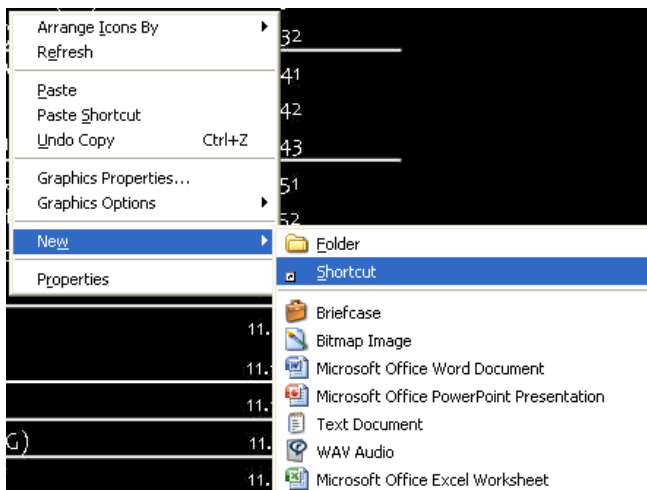 Arrange Icons By
Refresh
Paste
Paste Shortcut
Undo Copy Ctrl+Z
Graphics Properties...
Graphics Options
New
Properties
32
41
42
43
51
52
Folder
Shortcut
Briefcase
Bitmap Image
Microsoft Office Word Document
Microsoft Office PowerPoint Presentation
Text Document
WAV Audio
Microsoft Office Excel Worksheet
11.
11.
11.
G) 11.
11.